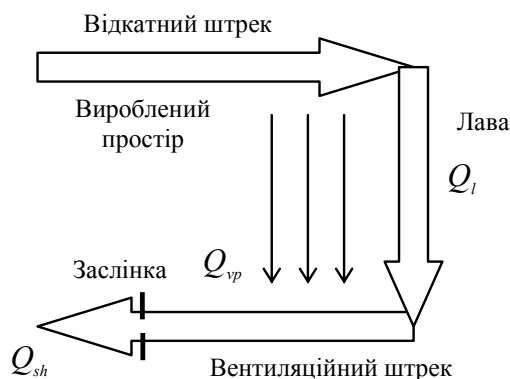 Відкатний штрек
Вироблений
простір
Лава
Q_l
Q_vp
Заслінка
Q_sh
Вентиляційний штрек